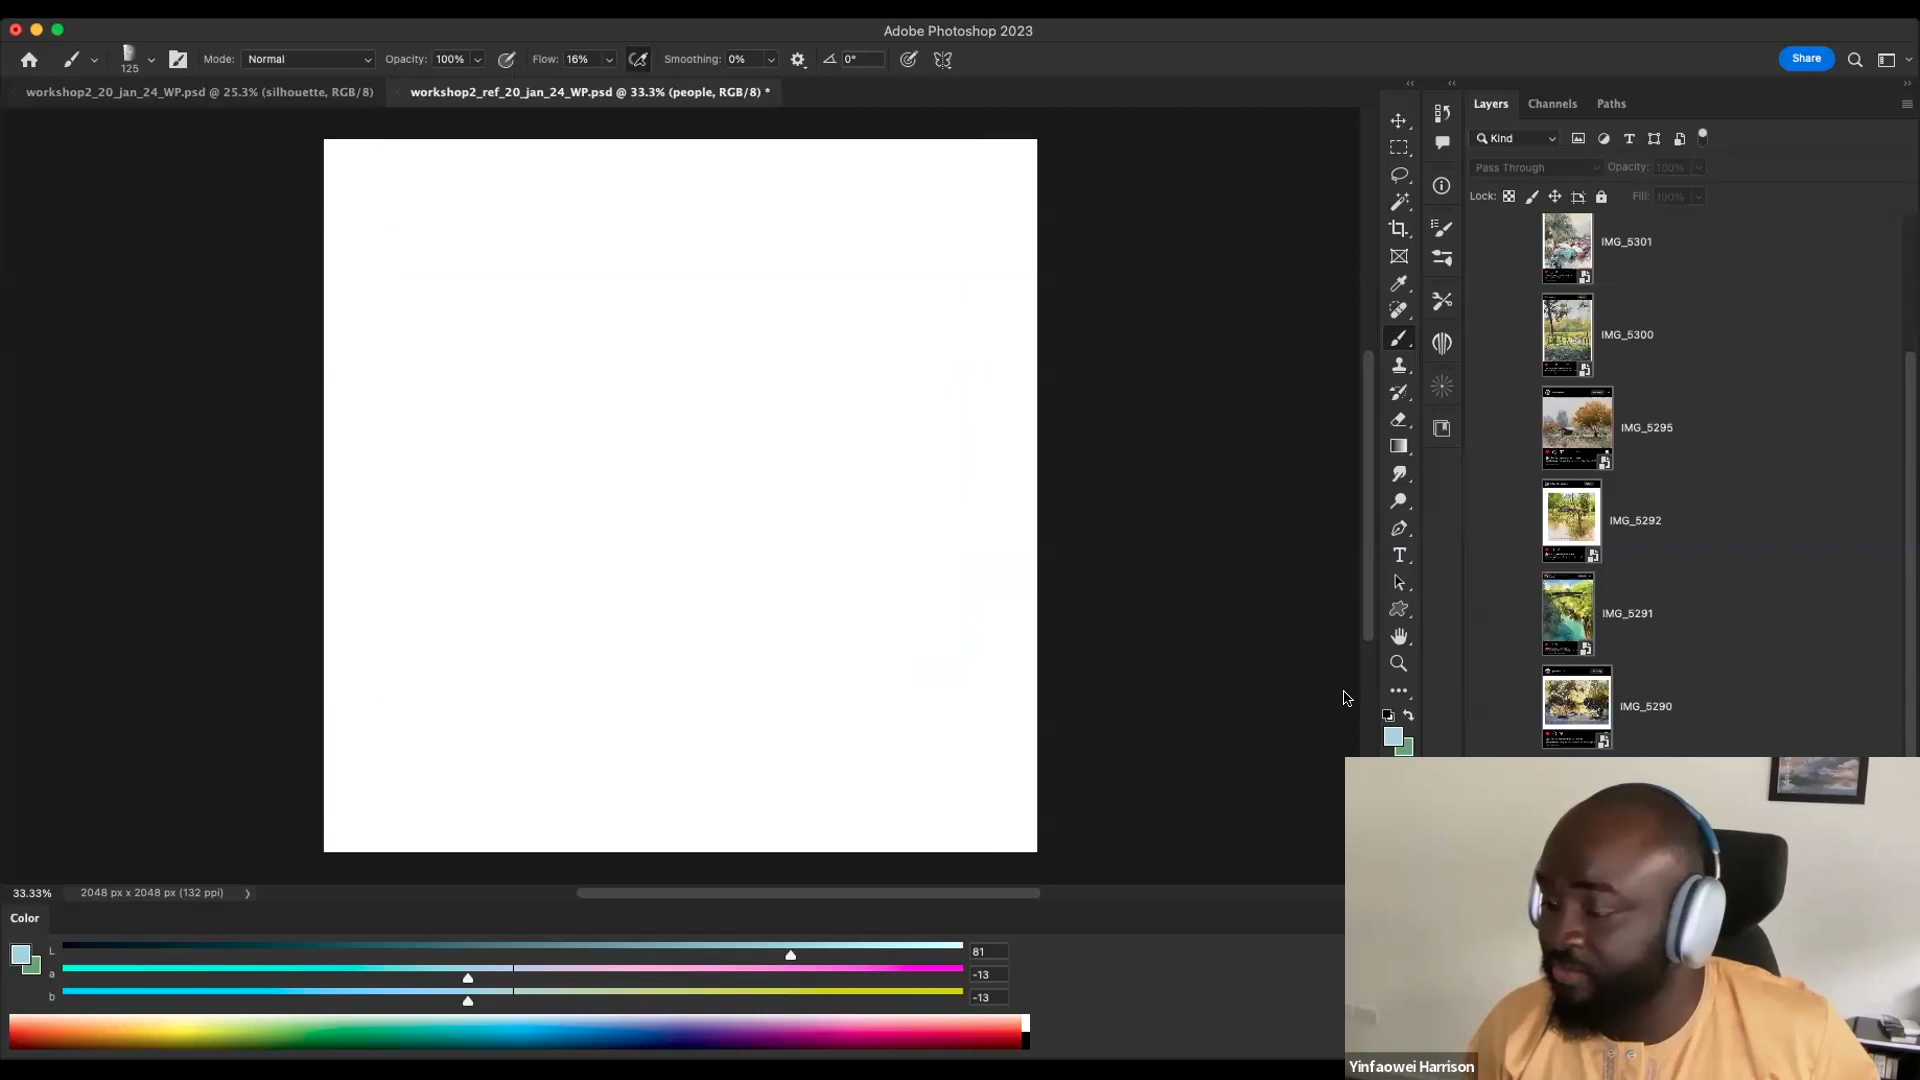 Adobe Photoshop 2023
125 Mode: Normal Opacity: 100% Flow: 16% Smoothing: 0% 0° Share
workshop2_20_jan_24_WP.psd @ 25.3% (silhouette, RGB/8) workshop2_ref_20_jan_24_WP.psd @ 33.3% (people, RGB/8) *
Layers Channels Paths
Kind
Pass Through Opacity: 100%
Lock: Fill: 100%
IMG_5301
IMG_5300
IMG_5295
IMG_5292
IMG_5291
IMG_5290
33.33% 2048 px x 2048 px (132 ppi)
Color
L 81
a -13
b -13
Yinfaowei Harrison